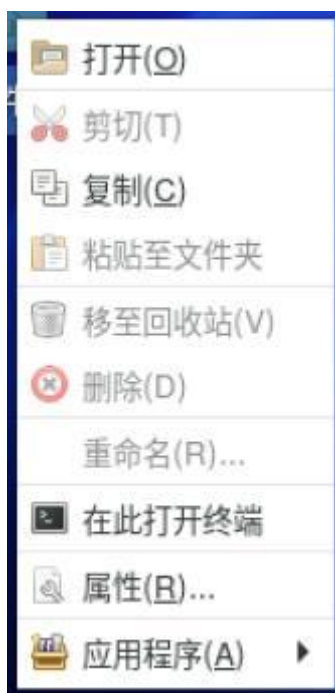 打开(O)
剪切(T)
复制(C)
粘贴至文件夹
移至回收站(V)
删除(D)
重命名(R)...
在此打开终端
属性(R)...
应用程序(A)